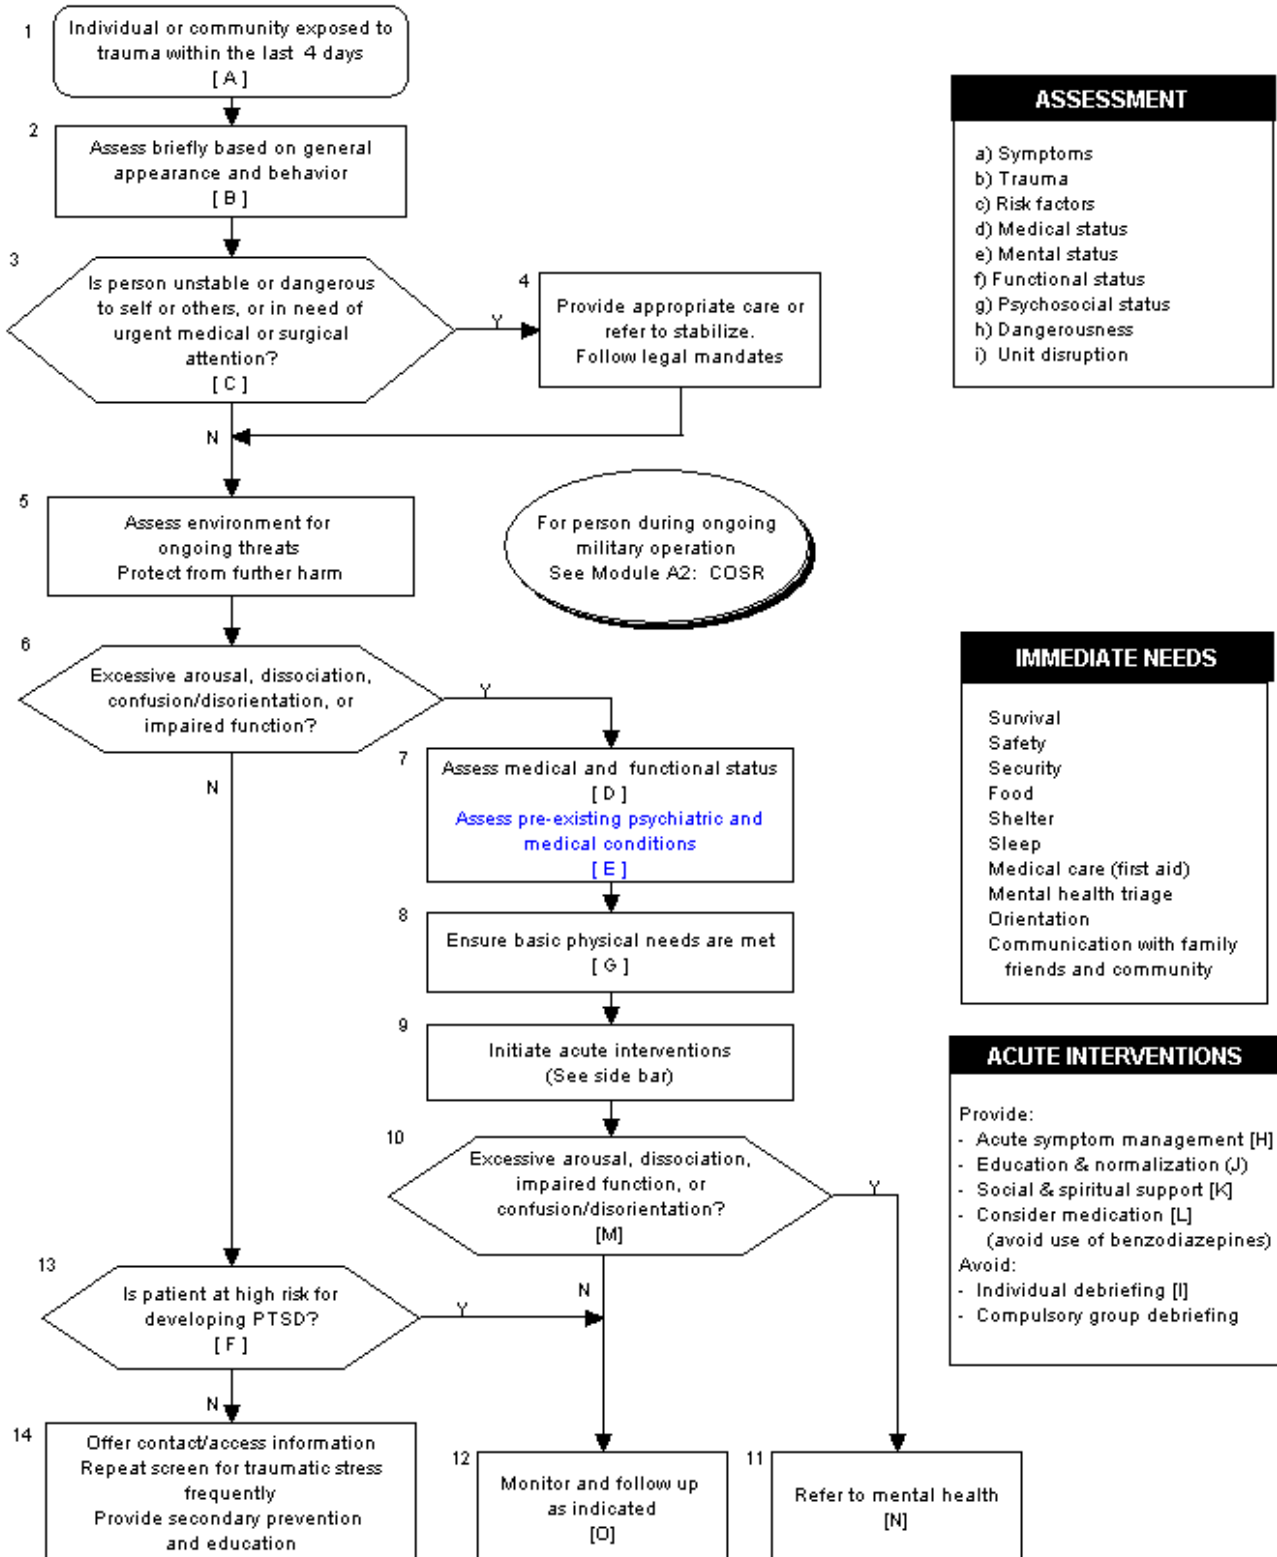 1
Individual or community exposed to
trauma within the last 4 days
[ A ]
2
Assess briefly based on general
appearance and behavior
[ B ]
3
Is person unstable or dangerous
to self or others, or in need of
urgent medical or surgical
attention?
[ C ]
Y
N
4
Provide appropriate care or
refer to stabilize.
Follow legal mandates
5
Assess environment for
ongoing threats
Protect from further harm
For person during ongoing
military operation
See Module A2: COSR
6
Excessive arousal, dissociation,
confusion/disorientation, or
impaired function?
Y
N
7
Assess medical and functional status
[ D ]
Assess pre-existing psychiatric and
medical conditions
[ E ]
8
Ensure basic physical needs are met
[ G ]
9
Initiate acute interventions
(See side bar)
10
Excessive arousal, dissociation,
impaired function, or
confusion/disorientation?
[M]
Y
N
13
Is patient at high risk for
developing PTSD?
[ F ]
Y
N
14
Offer contact/access information
Repeat screen for traumatic stress
frequently
Provide secondary prevention
and education
12
Monitor and follow up
as indicated
[O]
11
Refer to mental health
[N]
ASSESSMENT
a) Symptoms
b) Trauma
c) Risk factors
d) Medical status
e) Mental status
f) Functional status
g) Psychosocial status
h) Dangerousness
i) Unit disruption
IMMEDIATE NEEDS
Survival
Safety
Security
Food
Shelter
Sleep
Medical care (first aid)
Mental health triage
Orientation
Communication with family
friends and community
ACUTE INTERVENTIONS
Provide:
- Acute symptom management [H]
- Education & normalization (J)
- Social & spiritual support [K]
- Consider medication [L]
(avoid use of benzodiazepines)
Avoid:
- Individual debriefing [I]
- Compulsory group debriefing